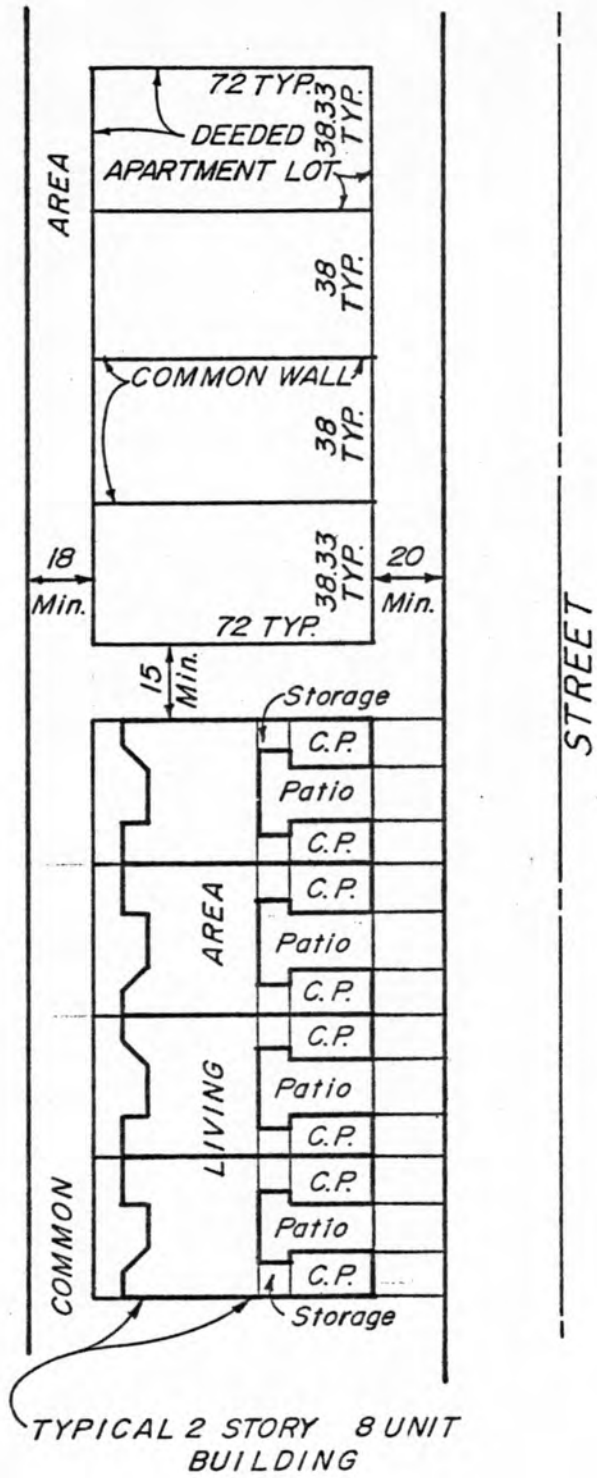 72 TYP.
38.33
TYP.
DEEDED
APARTMENT LOT
AREA
38
TYP.
COMMON WALL
38
TYP.
18
Min.
38.33
TYP.
20
Min.
72 TYP.
15
Min.
STREET
Storage
C.P.
Patio
C.P.
C.P.
AREA
Patio
C.P.
C.P.
LIVING
Patio
C.P.
C.P.
COMMON
Patio
C.P.
Storage
TYPICAL 2 STORY 8 UNIT
BUILDING